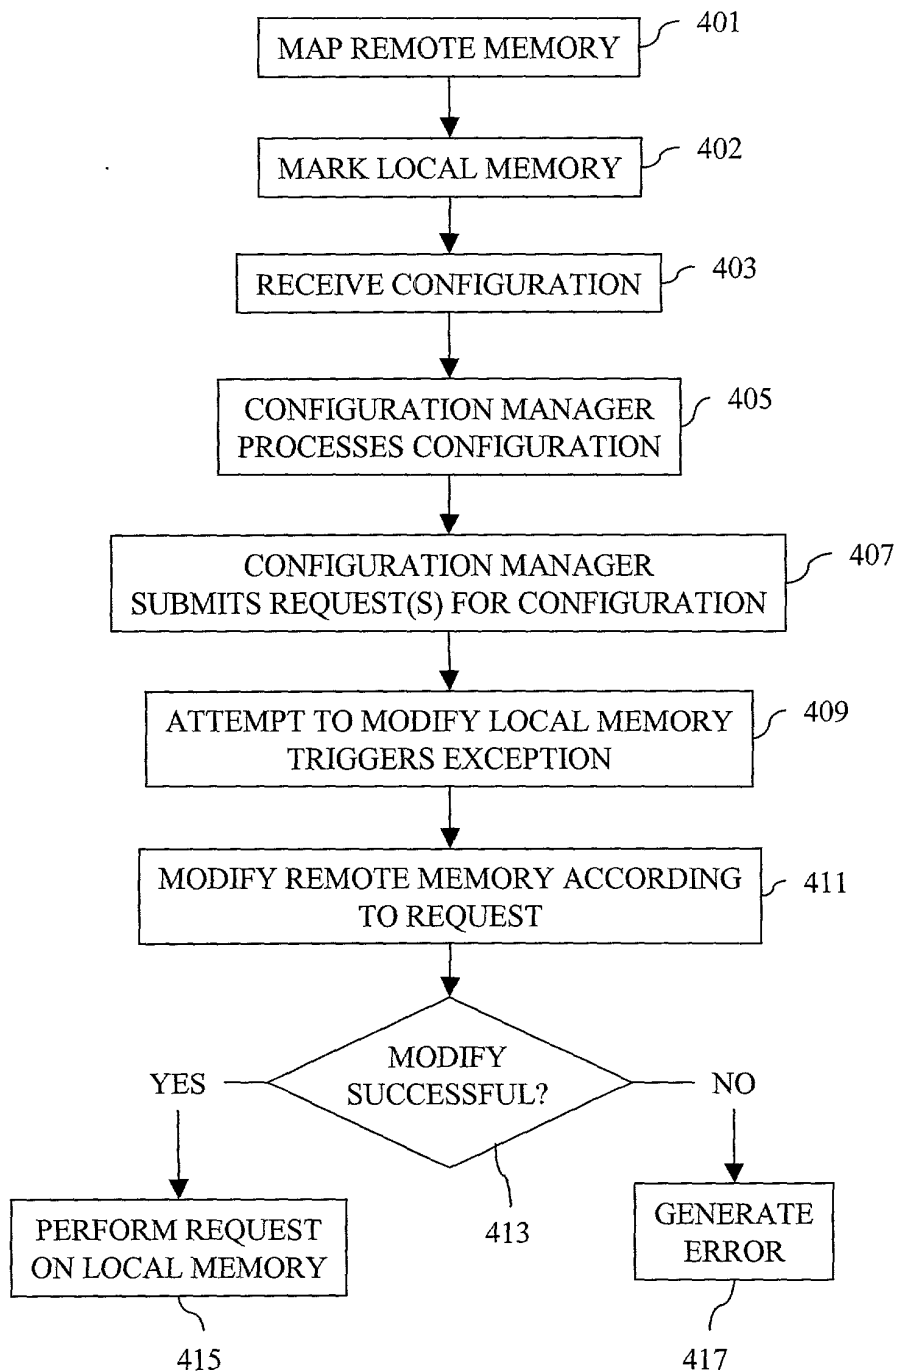 MAP REMOTE MEMORY
401
MARK LOCAL MEMORY
402
RECEIVE CONFIGURATION
403
CONFIGURATION MANAGER
PROCESSES CONFIGURATION
405
CONFIGURATION MANAGER
SUBMITS REQUEST(S) FOR CONFIGURATION
407
ATTEMPT TO MODIFY LOCAL MEMORY
TRIGGERS EXCEPTION
409
MODIFY REMOTE MEMORY ACCORDING
TO REQUEST
411
MODIFY
SUCCESSFUL?
413
YES
NO
PERFORM REQUEST
ON LOCAL MEMORY
415
GENERATE
ERROR
417